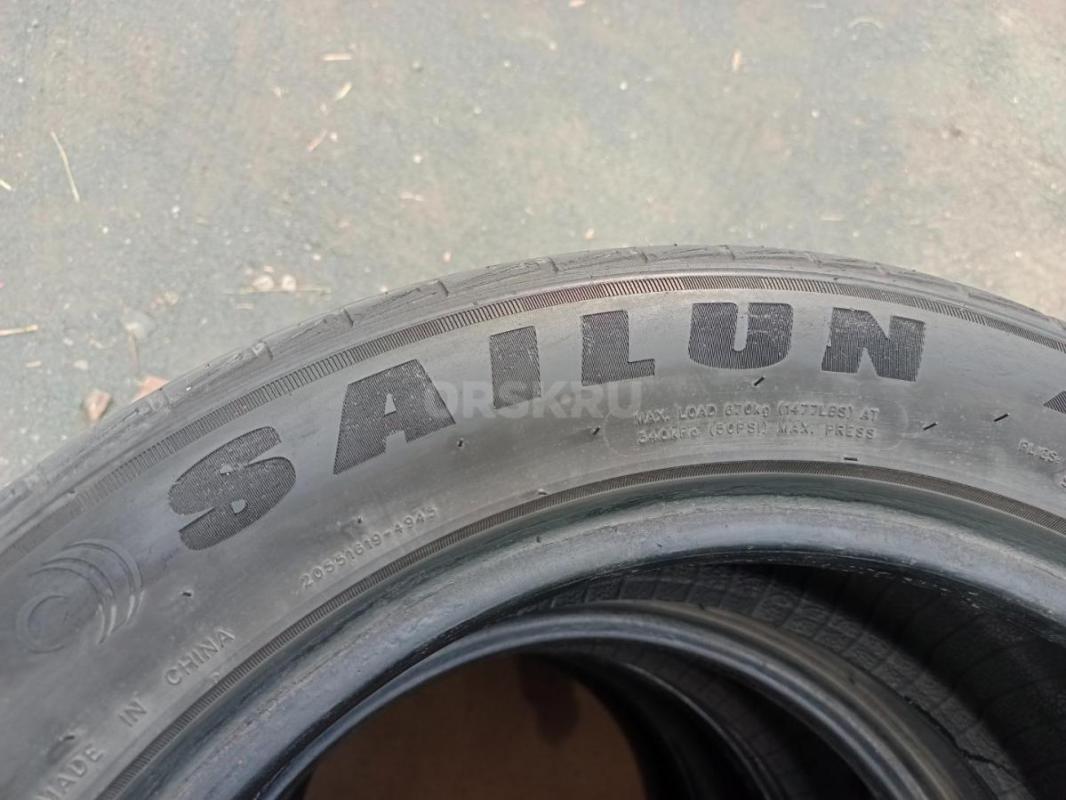 SAILUN
ORSK.RU
MAX. LOAD 670kg (1477LBS) AT
340kPa (50PSI) MAX. PRESS
MADE IN CHINA